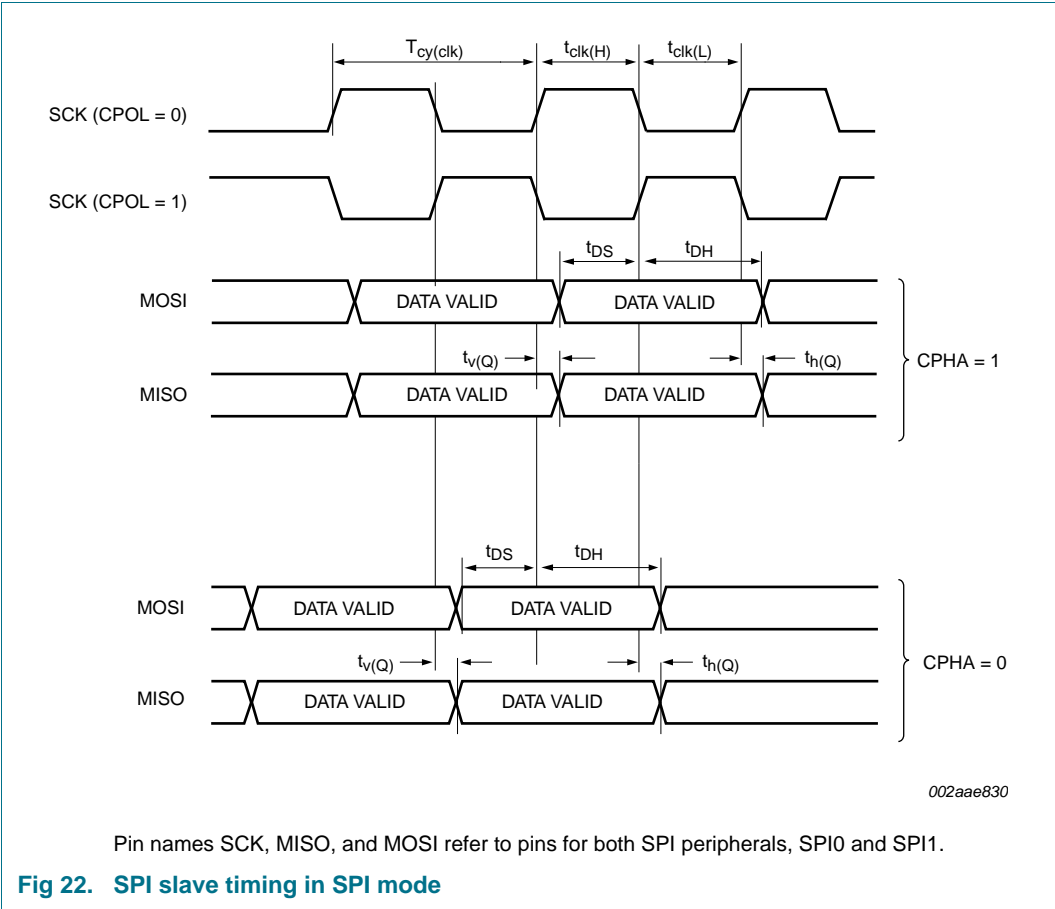 Tcy(clk) tclk(H) tclk(L)
SCK (CPOL = 0)
SCK (CPOL = 1)
tDS tDH
MOSI DATA VALID DATA VALID
tv(Q) th(Q)
CPHA = 1
MISO DATA VALID DATA VALID
tDS tDH
MOSI DATA VALID DATA VALID
tv(Q) th(Q)
CPHA = 0
MISO DATA VALID DATA VALID
002aae830
Pin names SCK, MISO, and MOSI refer to pins for both SPI peripherals, SPI0 and SPI1.
Fig 22. SPI slave timing in SPI mode